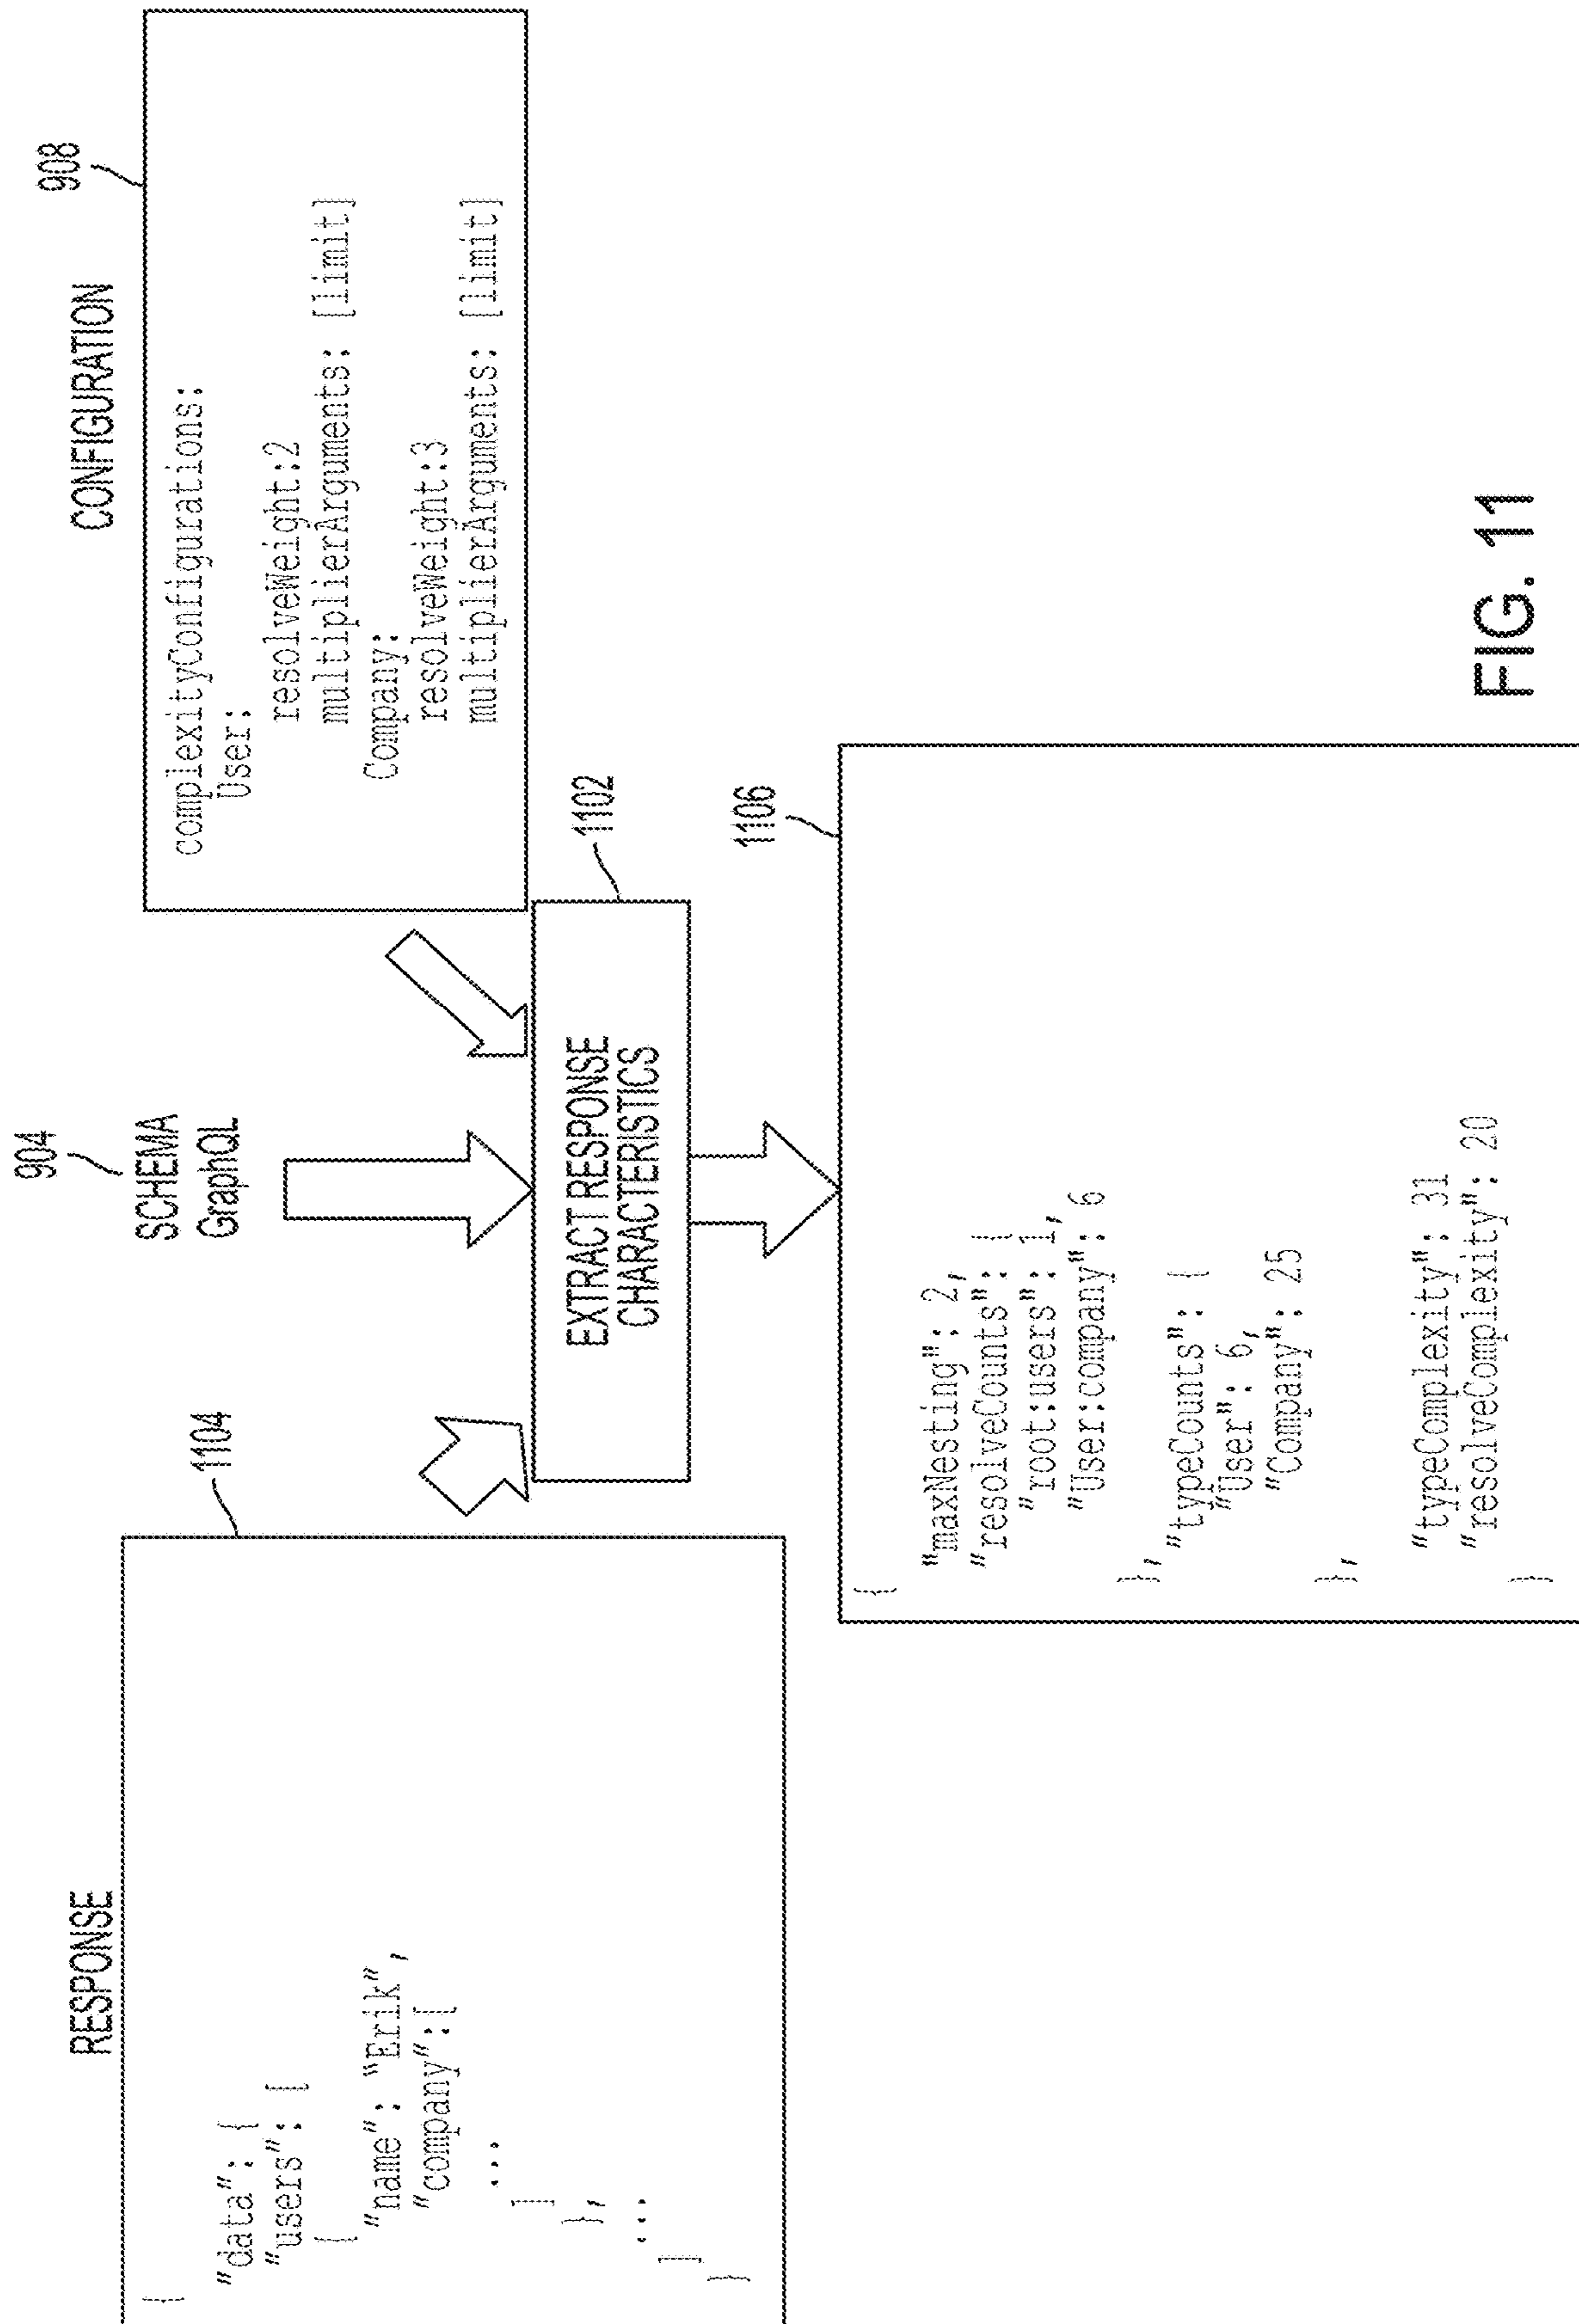 RESPONSE
1104
{
"data": {
"users": [
{
"name": "Erik",
"company":[
...
]
},
...
]
}
904
SCHEMA
GraphQL
CONFIGURATION
908
complexityConfigurations:
User:
resolveWeight:2
multiplierArguments: [limit]
Company:
resolveWeight:3
multiplierArguments: [limit]
EXTRACT RESPONSE
CHARACTERISTICS
1102
1106
{
"maxNesting": 2,
"resolveCounts": {
"root:users": 1,
"User:company": 6
},
"typeCounts": {
"User": 6,
"Company": 25
},
"typeComplexity": 31
"resolveComplexity": 20
}
FIG. 11